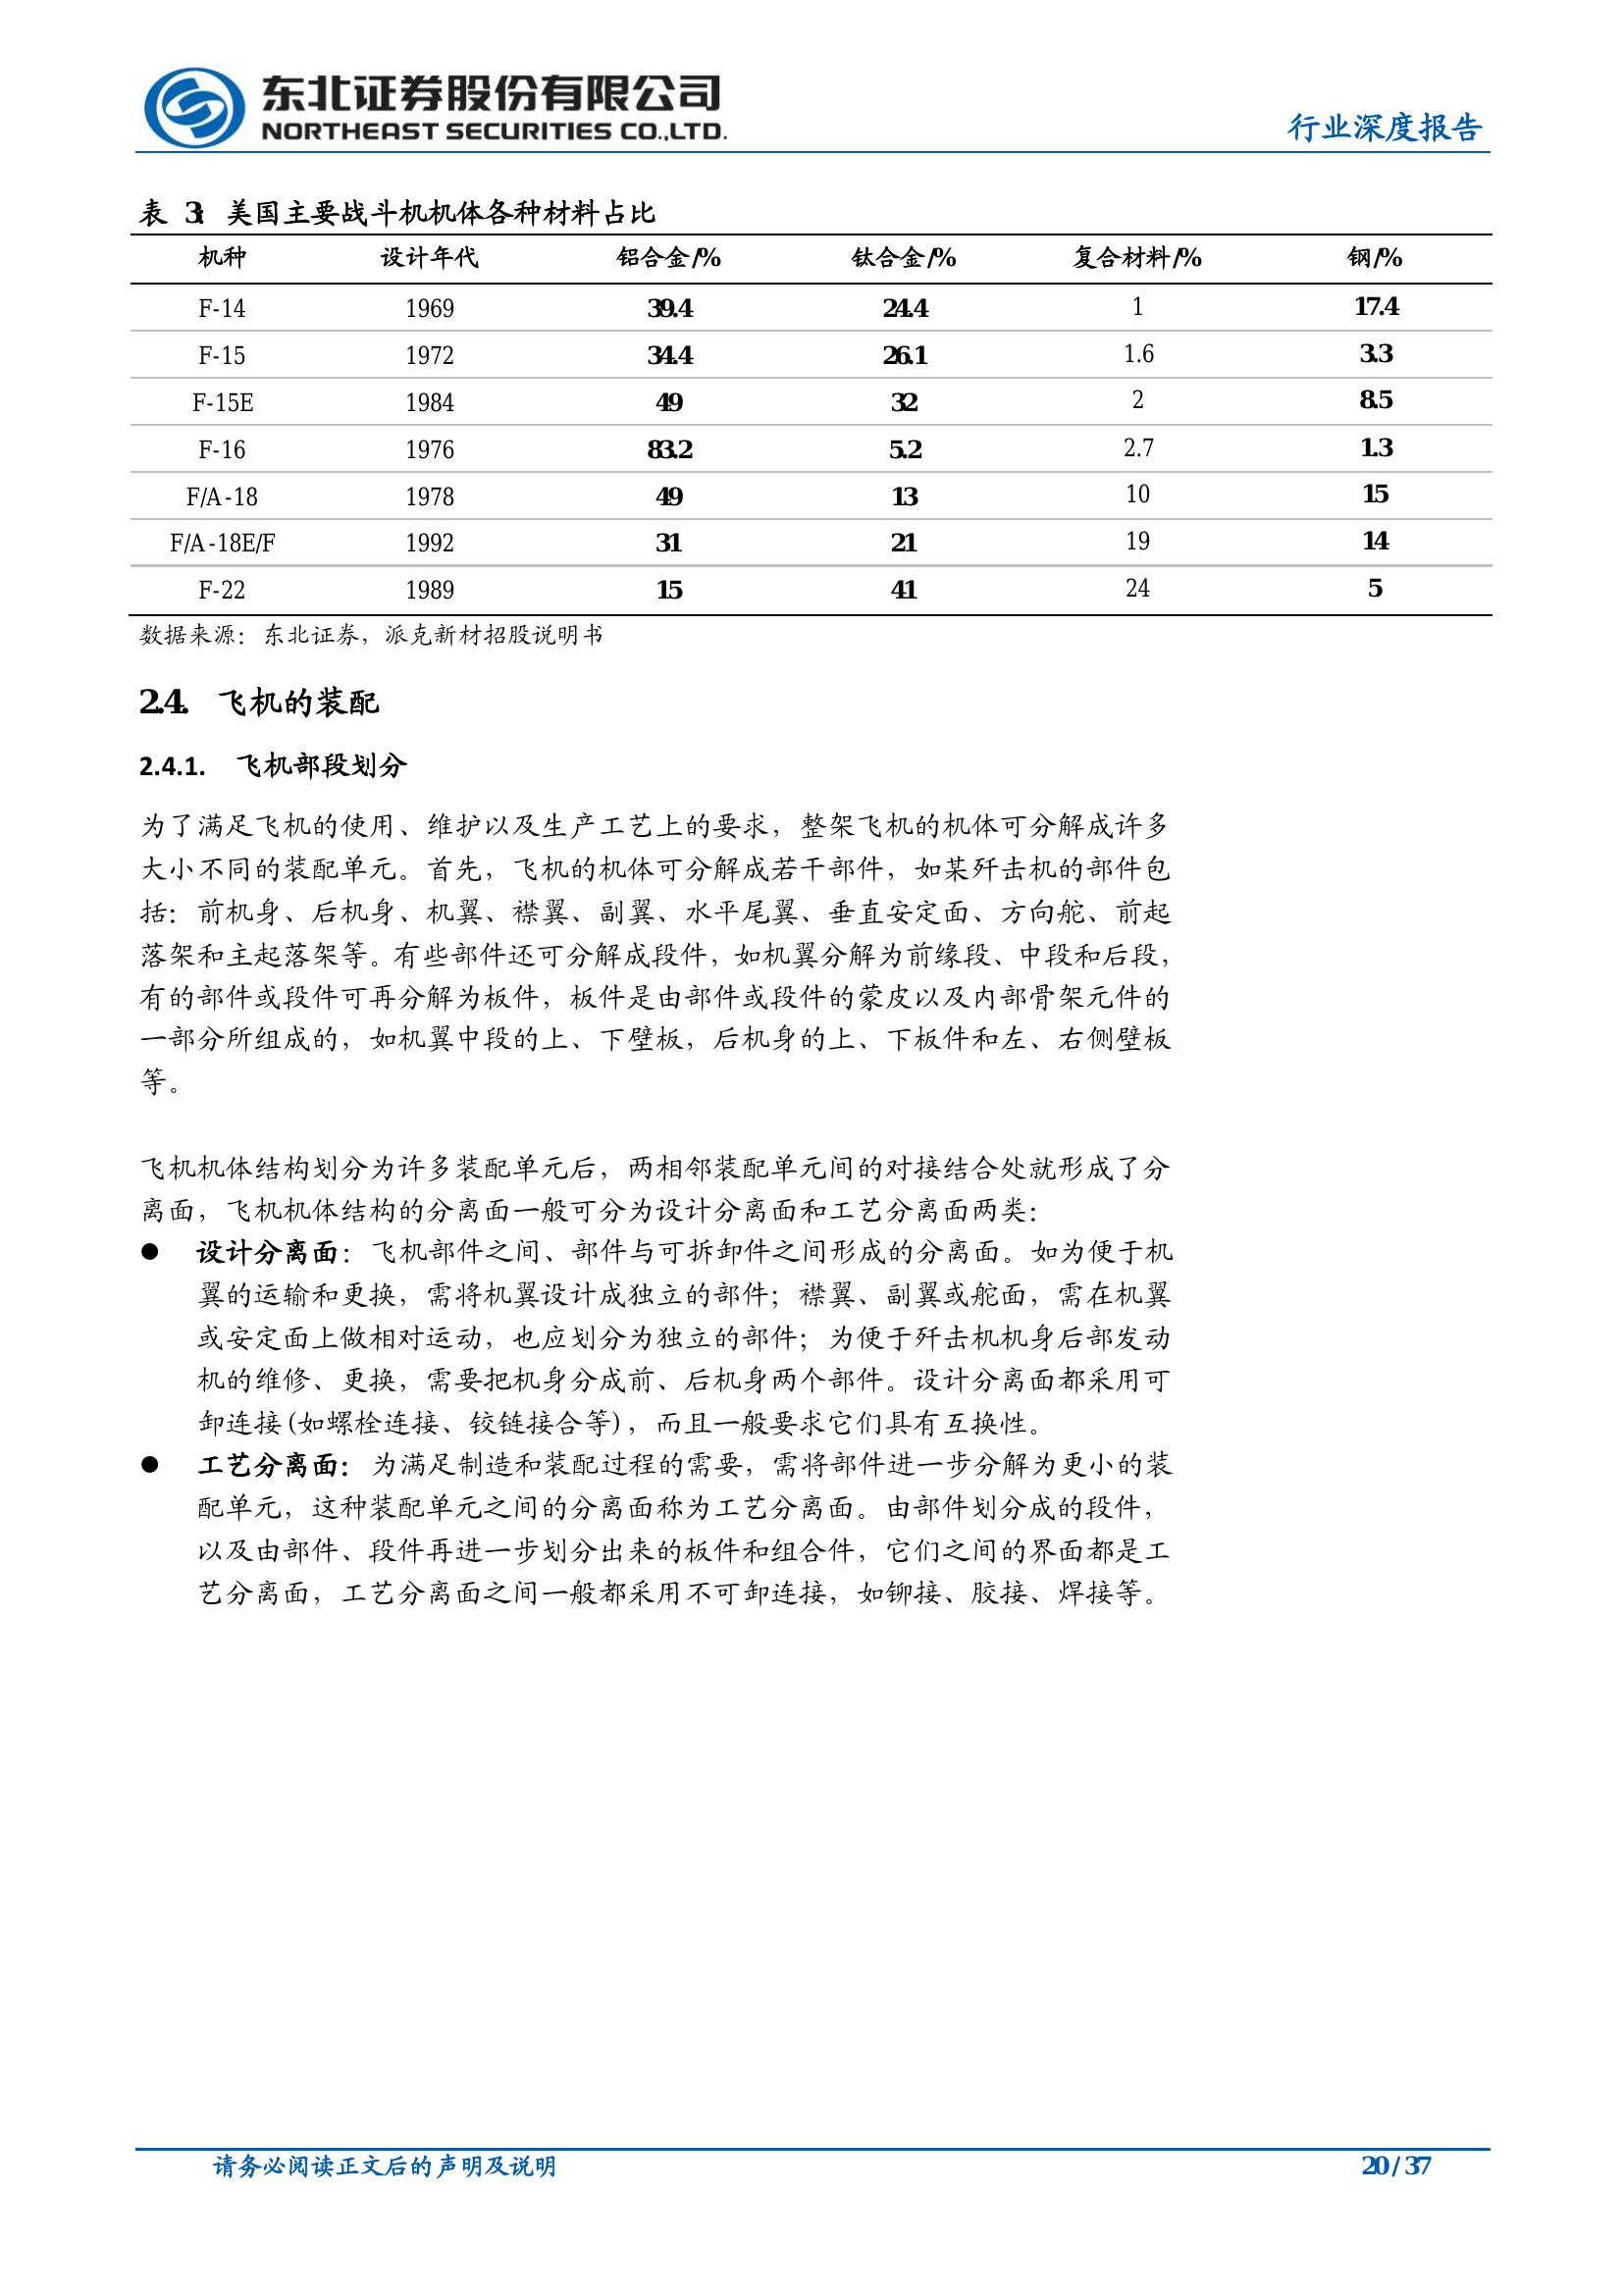 东北证券股份有限公司
NORTHEAST SECURITIES CO.,LTD.
行业深度报告
表 3: 美国主要战斗机机体各种材料占比
机种 设计年代 铝合金/% 钛合金/% 复合材料/% 钢/%
F-14 1969 39.4 24.4 1 17.4
F-15 1972 34.4 26.1 1.6 3.3
F-15E 1984 49 32 2 8.5
F-16 1976 83.2 5.2 2.7 1.3
F/A-18 1978 49 13 10 15
F/A-18E/F 1992 31 21 19 14
F-22 1989 15 41 24 5
数据来源：东北证券，派克新材招股说明书
2.4. 飞机的装配
2.4.1. 飞机部段划分
为了满足飞机的使用、维护以及生产工艺上的要求，整架飞机的机体可分解成许多
大小不同的装配单元。首先，飞机的机体可分解成若干部件，如某歼击机的部件包
括：前机身、后机身、机翼、襟翼、副翼、水平尾翼、垂直安定面、方向舵、前起
落架和主起落架等。有些部件还可分解成段件，如机翼分解为前缘段、中段和后段，
有的部件或段件可再分解为板件，板件是由部件或段件的蒙皮以及内部骨架元件的
一部分所组成的，如机翼中段的上、下壁板，后机身的上、下板件和左、右侧壁板
等。
飞机机体结构划分为许多装配单元后，两相邻装配单元间的对接结合处就形成了分
离面，飞机机体结构的分离面一般可分为设计分离面和工艺分离面两类：
● 设计分离面：飞机部件之间、部件与可拆卸件之间形成的分离面。如为便于机
翼的运输和更换，需将机翼设计成独立的部件；襟翼、副翼或舵面，需在机翼
或安定面上做相对运动，也应划分为独立的部件；为便于歼击机机身后部发动
机的维修、更换，需要把机身分成前、后机身两个部件。设计分离面都采用可
卸连接(如螺栓连接、铰链接合等)，而且一般要求它们具有互换性。
● 工艺分离面：为满足制造和装配过程的需要，需将部件进一步分解为更小的装
配单元，这种装配单元之间的分离面称为工艺分离面。由部件划分成的段件，
以及由部件、段件再进一步划分出来的板件和组合件，它们之间的界面都是工
艺分离面，工艺分离面之间一般都采用不可卸连接，如铆接、胶接、焊接等。
请务必阅读正文后的声明及说明 20 / 37